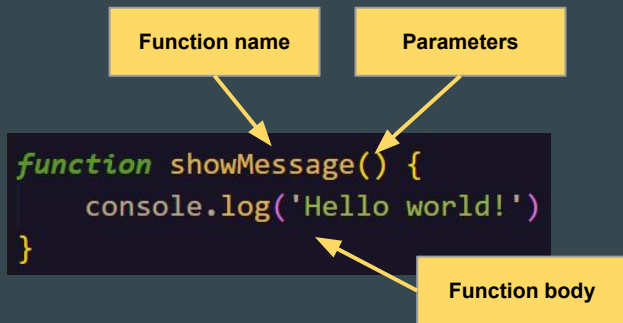 Function name
Parameters
function showMessage() {
console.log('Hello world!')
}
Function body